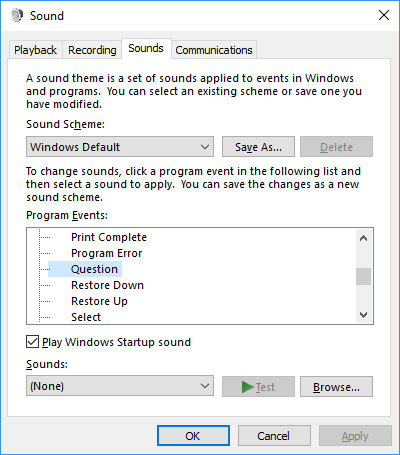 Sound
Playback Recording Sounds Communications
A sound theme is a set of sounds applied to events in Windows
and programs. You can select an existing scheme or save one you
have modified.
Sound Scheme:
Windows Default Save As... Delete
To change sounds, click a program event in the following list and
then select a sound to apply. You can save the changes as a new
sound scheme.
Program Events:
Print Complete
Program Error
Question
Restore Down
Restore Up
Select
Play Windows Startup sound
Sounds:
(None) Test Browse...
OK Cancel Apply